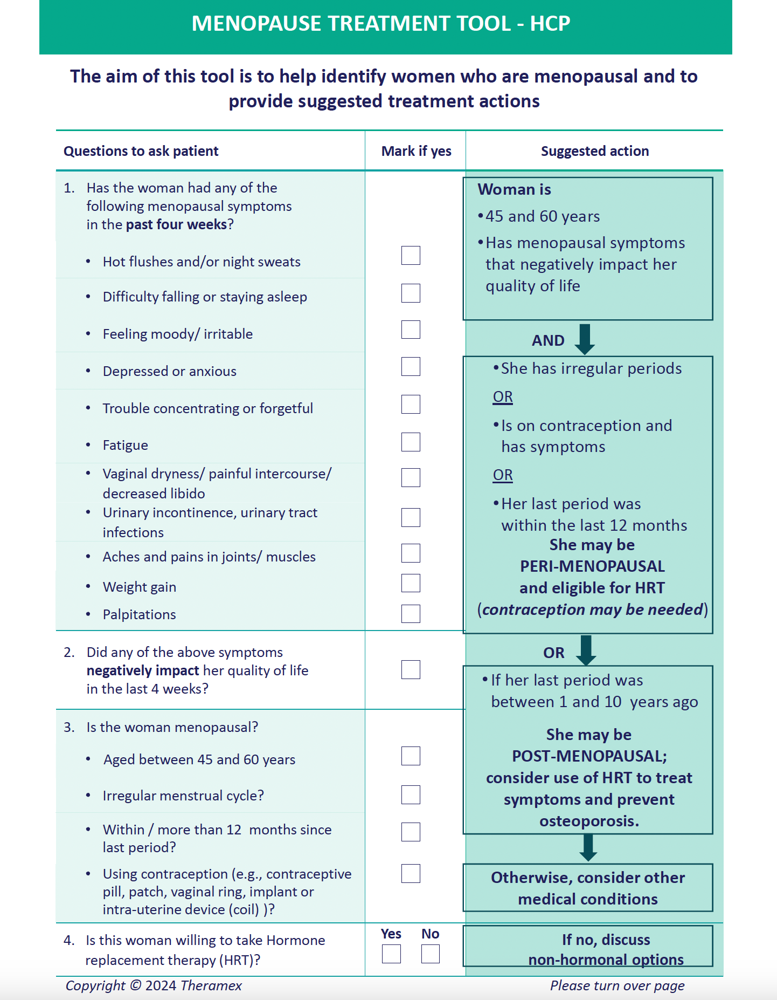 MENOPAUSE TREATMENT TOOL - HCP
The aim of this tool is to help identify women who are menopausal and to
provide suggested treatment actions
Questions to ask patient
Mark if yes
Suggested action
1. Has the woman had any of the
following menopausal symptoms
in the past four weeks?
• Hot flushes and/or night sweats
• Difficulty falling or staying asleep
• Feeling moody/ irritable
• Depressed or anxious
• Trouble concentrating or forgetful
• Fatigue
• Vaginal dryness/ painful intercourse/
decreased libido
• Urinary incontinence, urinary tract
infections
• Aches and pains in joints/ muscles
• Weight gain
• Palpitations
2. Did any of the above symptoms
negatively impact her quality of life
in the last 4 weeks?
3. Is the woman menopausal?
• Aged between 45 and 60 years
• Irregular menstrual cycle?
• Within / more than 12 months since
last period?
• Using contraception (e.g., contraceptive
pill, patch, vaginal ring, implant or
intra-uterine device (coil) )?
4. Is this woman willing to take Hormone
replacement therapy (HRT)?
Yes No
Woman is
• 45 and 60 years
• Has menopausal symptoms
that negatively impact her
quality of life
AND
• She has irregular periods
OR
• Is on contraception and
has symptoms
OR
• Her last period was
within the last 12 months
She may be
PERI-MENOPAUSAL
and eligible for HRT
(contraception may be needed)
OR
• If her last period was
between 1 and 10 years ago
She may be
POST-MENOPAUSAL;
consider use of HRT to treat
symptoms and prevent
osteoporosis.
Otherwise, consider other
medical conditions
If no, discuss
non-hormonal options
Copyright © 2024 Theramex
Please turn over page